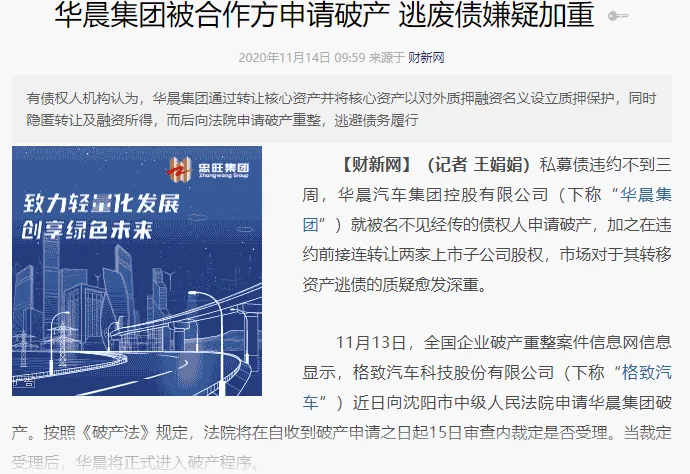 华晨集团被合作方申请破产 逃废债嫌疑加重
2020年11月14日 09:59 来源于 财新网
有债权人机构认为，华晨集团通过转让核心资产并将核心资产以对外质押融资名义设立质押保护，同时
隐匿转让及融资所得，而后向法院申请破产重整，逃避债务履行
忠旺集团
Zhongwang Group
致力轻量化发展
创享绿色未来
广告
【财新网】（记者 王娟娟）私募债违约不到三
周，华晨汽车集团控股有限公司（下称“华晨集
团”）就被名不见经传的债权人申请破产，加之在违
约前接连转让两家上市子公司股权，市场对于其转移
资产逃债的质疑愈发深重。
11月13日，全国企业破产重整案件信息网信息
显示，格致汽车科技股份有限公司（下称“格致汽
车”）近日向沈阳市中级人民法院申请华晨集团破
产。按照《破产法》规定，法院将在自收到破产申请之日起15日审查内裁定是否受理。当裁定
受理后，华晨将正式进入破产程序。